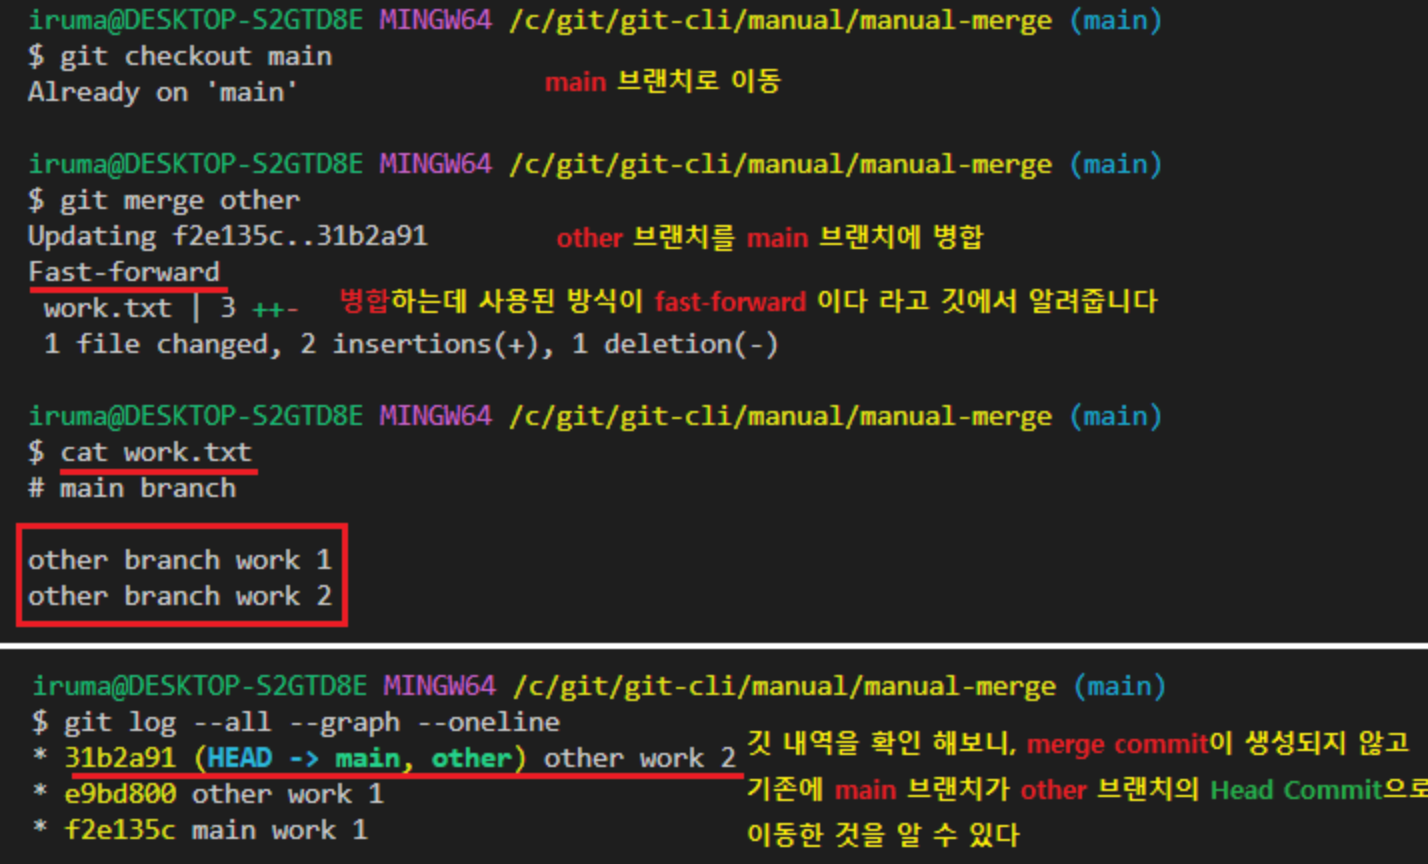 iruma@DESKTOP-S2GTD8E MINGW64 /c/git/git-cli/manual/manual-merge (main)
$ git checkout main
Already on 'main'
main 브랜치로 이동
iruma@DESKTOP-S2GTD8E MINGW64 /c/git/git-cli/manual/manual-merge (main)
$ git merge other
Updating f2e135c..31b2a91
other 브랜치를 main 브랜치에 병합
Fast-forward
work.txt | 3 ++-
병합하는데 사용된 방식이 fast-forward 이다 라고 깃에서 알려줍니다
1 file changed, 2 insertions(+), 1 deletion(-)
iruma@DESKTOP-S2GTD8E MINGW64 /c/git/git-cli/manual/manual-merge (main)
$ cat work.txt
# main branch
other branch work 1
other branch work 2
iruma@DESKTOP-S2GTD8E MINGW64 /c/git/git-cli/manual/manual-merge (main)
$ git log --all --graph --oneline
* 31b2a91 (HEAD -> main, other) other work 2
* e9bd800 other work 1
* f2e135c main work 1
깃 내역을 확인 해보니, merge commit이 생성되지 않고
기존에 main 브랜치가 other 브랜치의 Head Commit으로
이동한 것을 알 수 있다